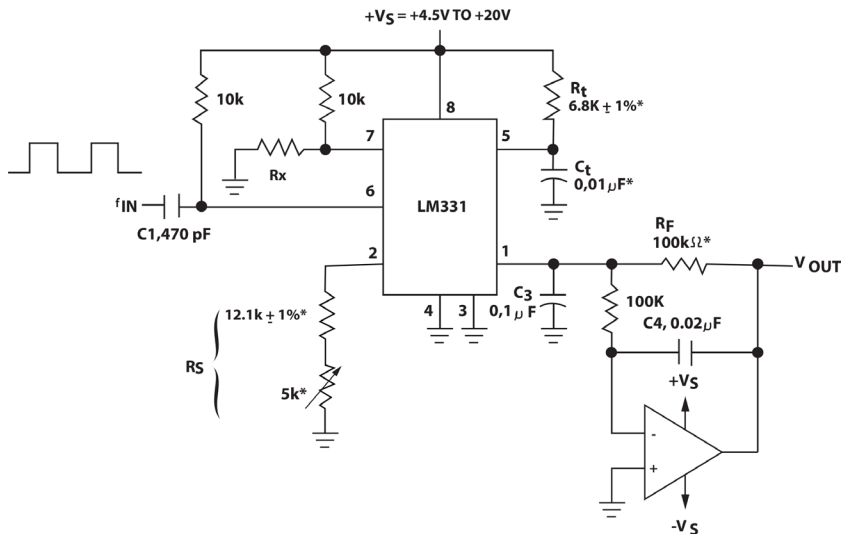 +VS = +4.5V TO +20V
10k
10k
Rt
6.8K ± 1%*
8
7
5
Rx
Ct
0,01µF*
6
LM331
fIN
C1,470 pF
RF
100kΩ*
2
1
VOUT
C3
0,1µF
12.1k ± 1%*
4
3
100K
C4, 0.02µF
RS
5k*
+VS
-
+
-VS